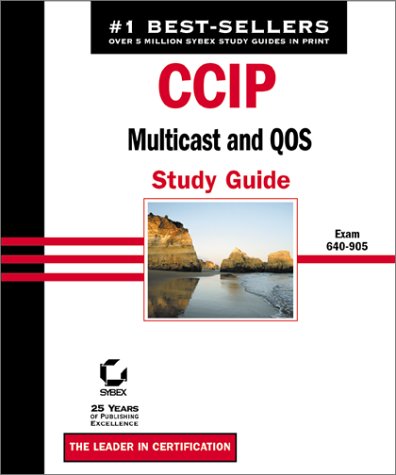 #1 BEST-SELLERS
OVER 5 MILLION SYBEX STUDY GUIDES IN PRINT
CCIP
Multicast and QOS
Study Guide
Exam
640-905
SYBEX
25 YEARS
OF PUBLISHING
EXCELLENCE
THE LEADER IN CERTIFICATION